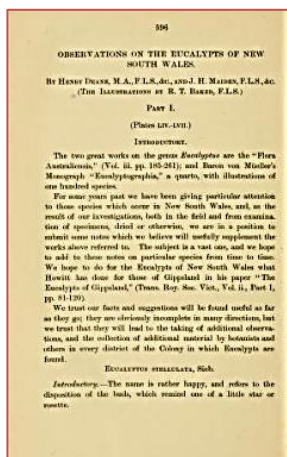 596
OBSERVATIONS ON THE EUCALYPTS OF NEW
SOUTH WALES.
BY HENRY DEANE, M.A., F.L.S., &c., AND J. H. MAIDEN, F.L.S., &c.
(THE ILLUSTRATIONS BY R. T. BAKER, F.L.S.)
PART I.
(Plates LIV.-LVII.)
INTRODUCTORY.
The two great works on the genus Eucalyptus are the "Flora
Australiensis," (Vol. iii. pp. 185-261); and Baron von Müeller's
Monograph "Eucalyptographia," a quarto, with illustrations of
one hundred species.
For some years past we have been giving particular attention
to those species which occur in New South Wales, and, as the
result of our investigations, both in the field and from examina-
tion of specimens, dried or otherwise, we are in a position to
submit some notes which we believe will usefully supplement the
works above referred to. The subject is a vast one, and we hope
to add to these notes on particular species from time to time.
We hope to do for the Eucalypts of New South Wales what
Howitt has done for those of Gippsland in his paper "The
Eucalypts of Gippsland," (Trans. Roy. Soc. Vict., Vol. ii., Part 1,
pp. 81-120).
We trust our facts and suggestions will be found useful as far
as they go; they are obviously incomplete in many directions, but
we trust that they will lead to the taking of additional observa-
tions, and the collection of additional material by botanists and
others in every district of the Colony in which Eucalypts are
found.
EUCALYPTUS STELLULATA, Sieb.
Introductory.—The name is rather happy, and refers to the
disposition of the buds, which remind one of a little star or
rosette.